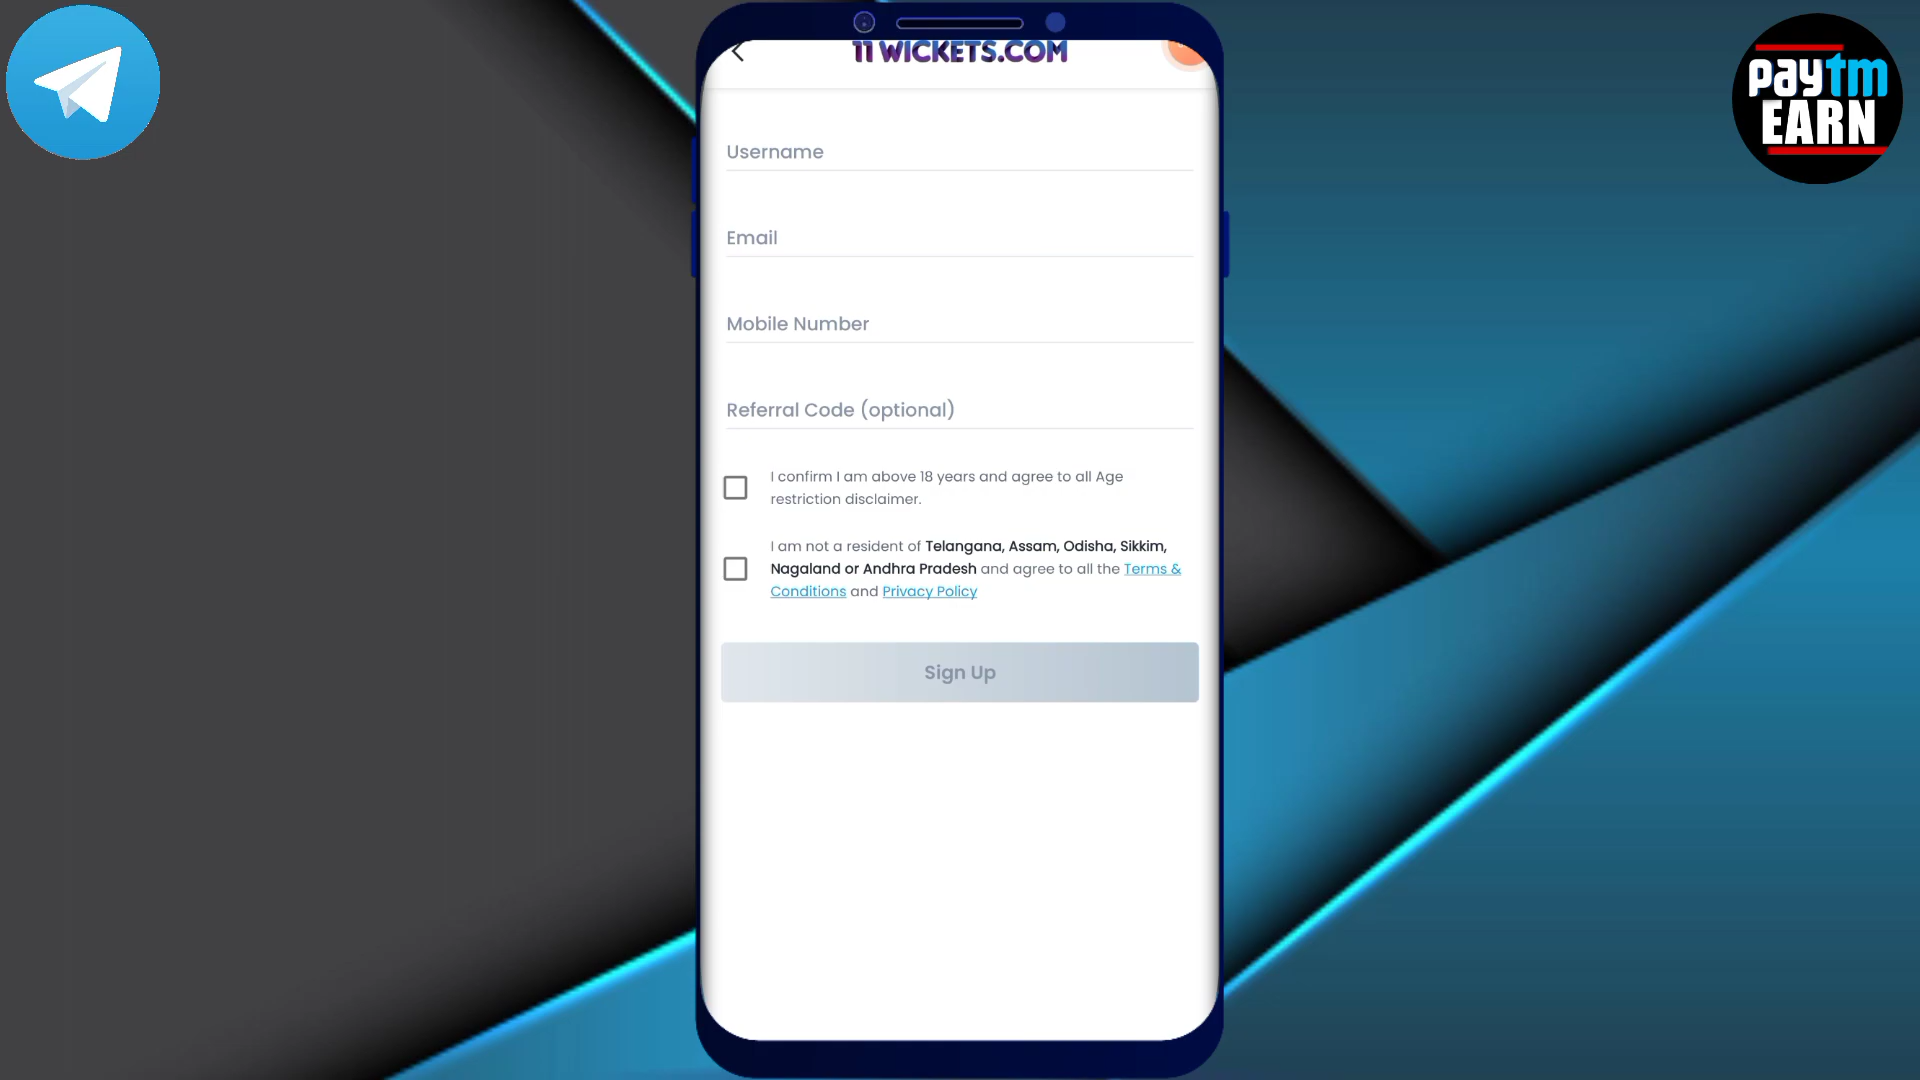 11 WICKETS.COM
paytm
EARN
Username
Email
Mobile Number
Referral Code (optional)
I confirm I am above 18 years and agree to all Age
restriction disclaimer.
I am not a resident of Telangana, Assam, Odisha, Sikkim,
Nagaland or Andhra Pradesh and agree to all the Terms &
Conditions and Privacy Policy
Sign Up